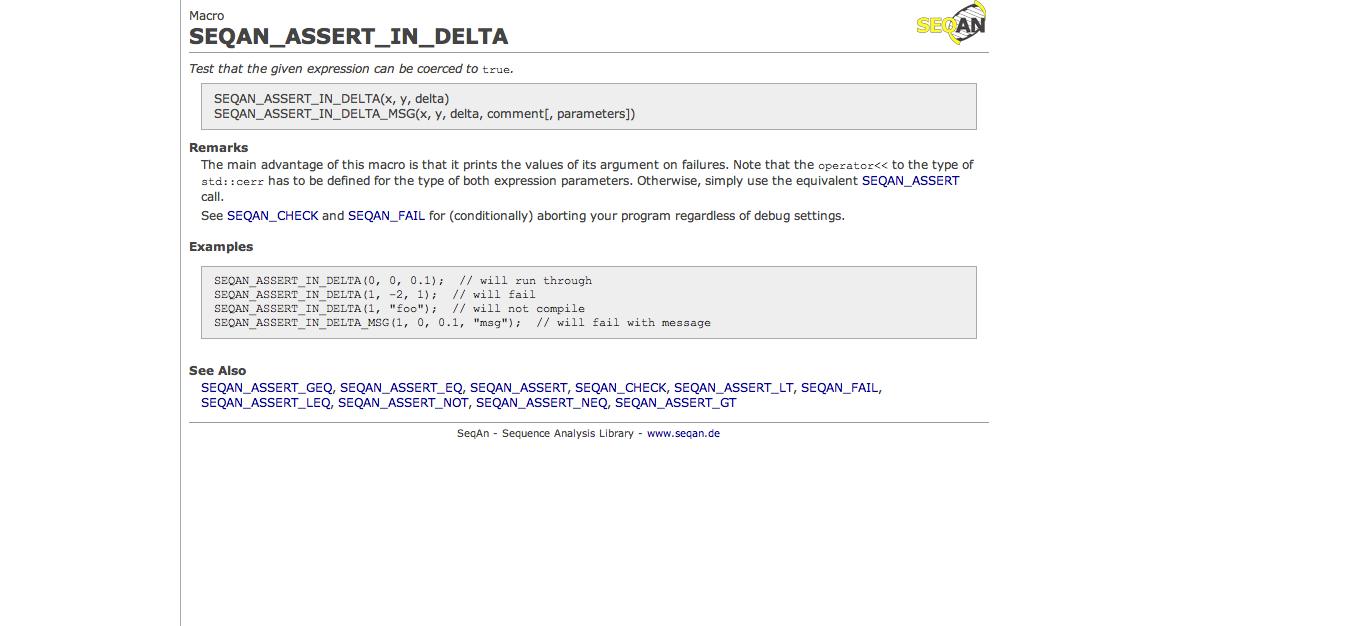 Macro
SEQAN_ASSERT_IN_DELTA
SEQAN
Test that the given expression can be coerced to true.
SEQAN_ASSERT_IN_DELTA(x, y, delta)
SEQAN_ASSERT_IN_DELTA_MSG(x, y, delta, comment[, parameters])
Remarks
The main advantage of this macro is that it prints the values of its argument on failures. Note that the operator<< to the type of
std::cerr has to be defined for the type of both expression parameters. Otherwise, simply use the equivalent SEQAN_ASSERT
call.
See SEQAN_CHECK and SEQAN_FAIL for (conditionally) aborting your program regardless of debug settings.
Examples
SEQAN_ASSERT_IN_DELTA(0, 0, 0.1);  // will run through
SEQAN_ASSERT_IN_DELTA(1, -2, 1);  // will fail
SEQAN_ASSERT_IN_DELTA(1, "foo");  // will not compile
SEQAN_ASSERT_IN_DELTA_MSG(1, 0, 0.1, "msg");  // will fail with message
See Also
SEQAN_ASSERT_GEQ, SEQAN_ASSERT_EQ, SEQAN_ASSERT, SEQAN_CHECK, SEQAN_ASSERT_LT, SEQAN_FAIL,
SEQAN_ASSERT_LEQ, SEQAN_ASSERT_NOT, SEQAN_ASSERT_NEQ, SEQAN_ASSERT_GT
SeqAn - Sequence Analysis Library - www.seqan.de